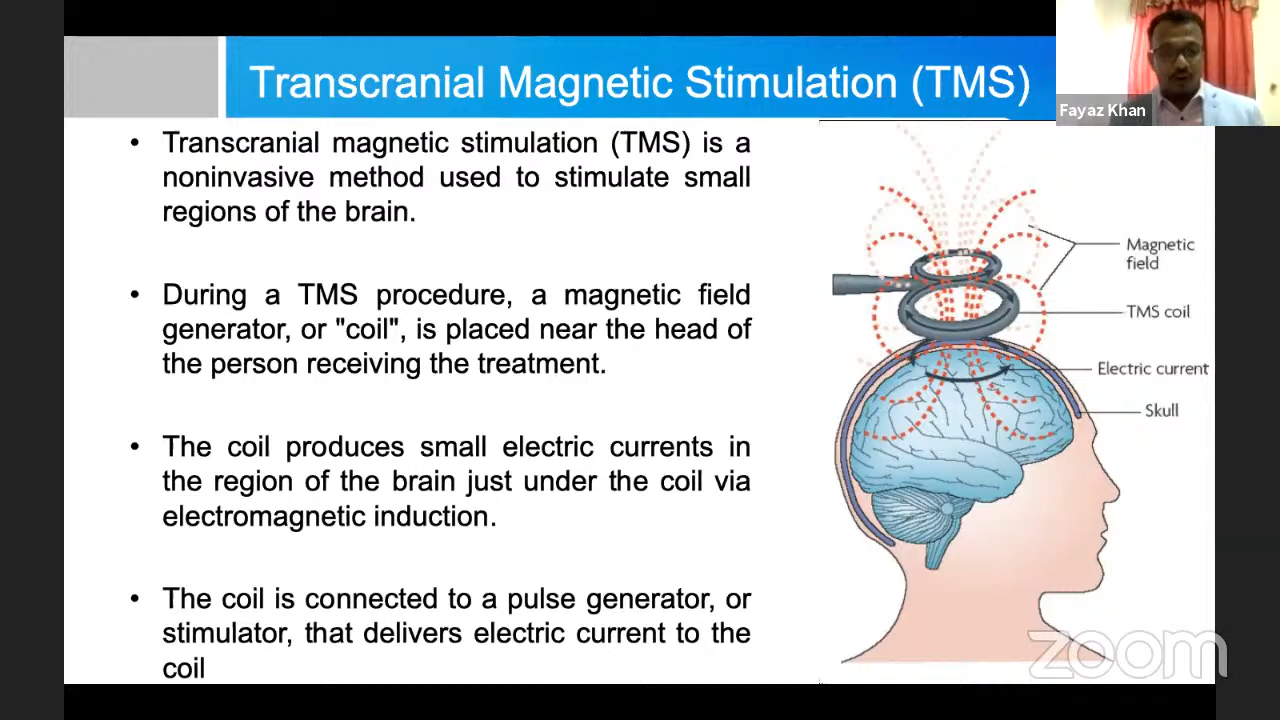 Transcranial Magnetic Stimulation (TMS)
Fayaz Khan
• Transcranial magnetic stimulation (TMS) is a
noninvasive method used to stimulate small
regions of the brain.
• During a TMS procedure, a magnetic field
generator, or "coil", is placed near the head of
the person receiving the treatment.
• The coil produces small electric currents in
the region of the brain just under the coil via
electromagnetic induction.
• The coil is connected to a pulse generator, or
stimulator, that delivers electric current to the
coil
Magnetic
field
TMS coil
Electric current
Skull
zoom